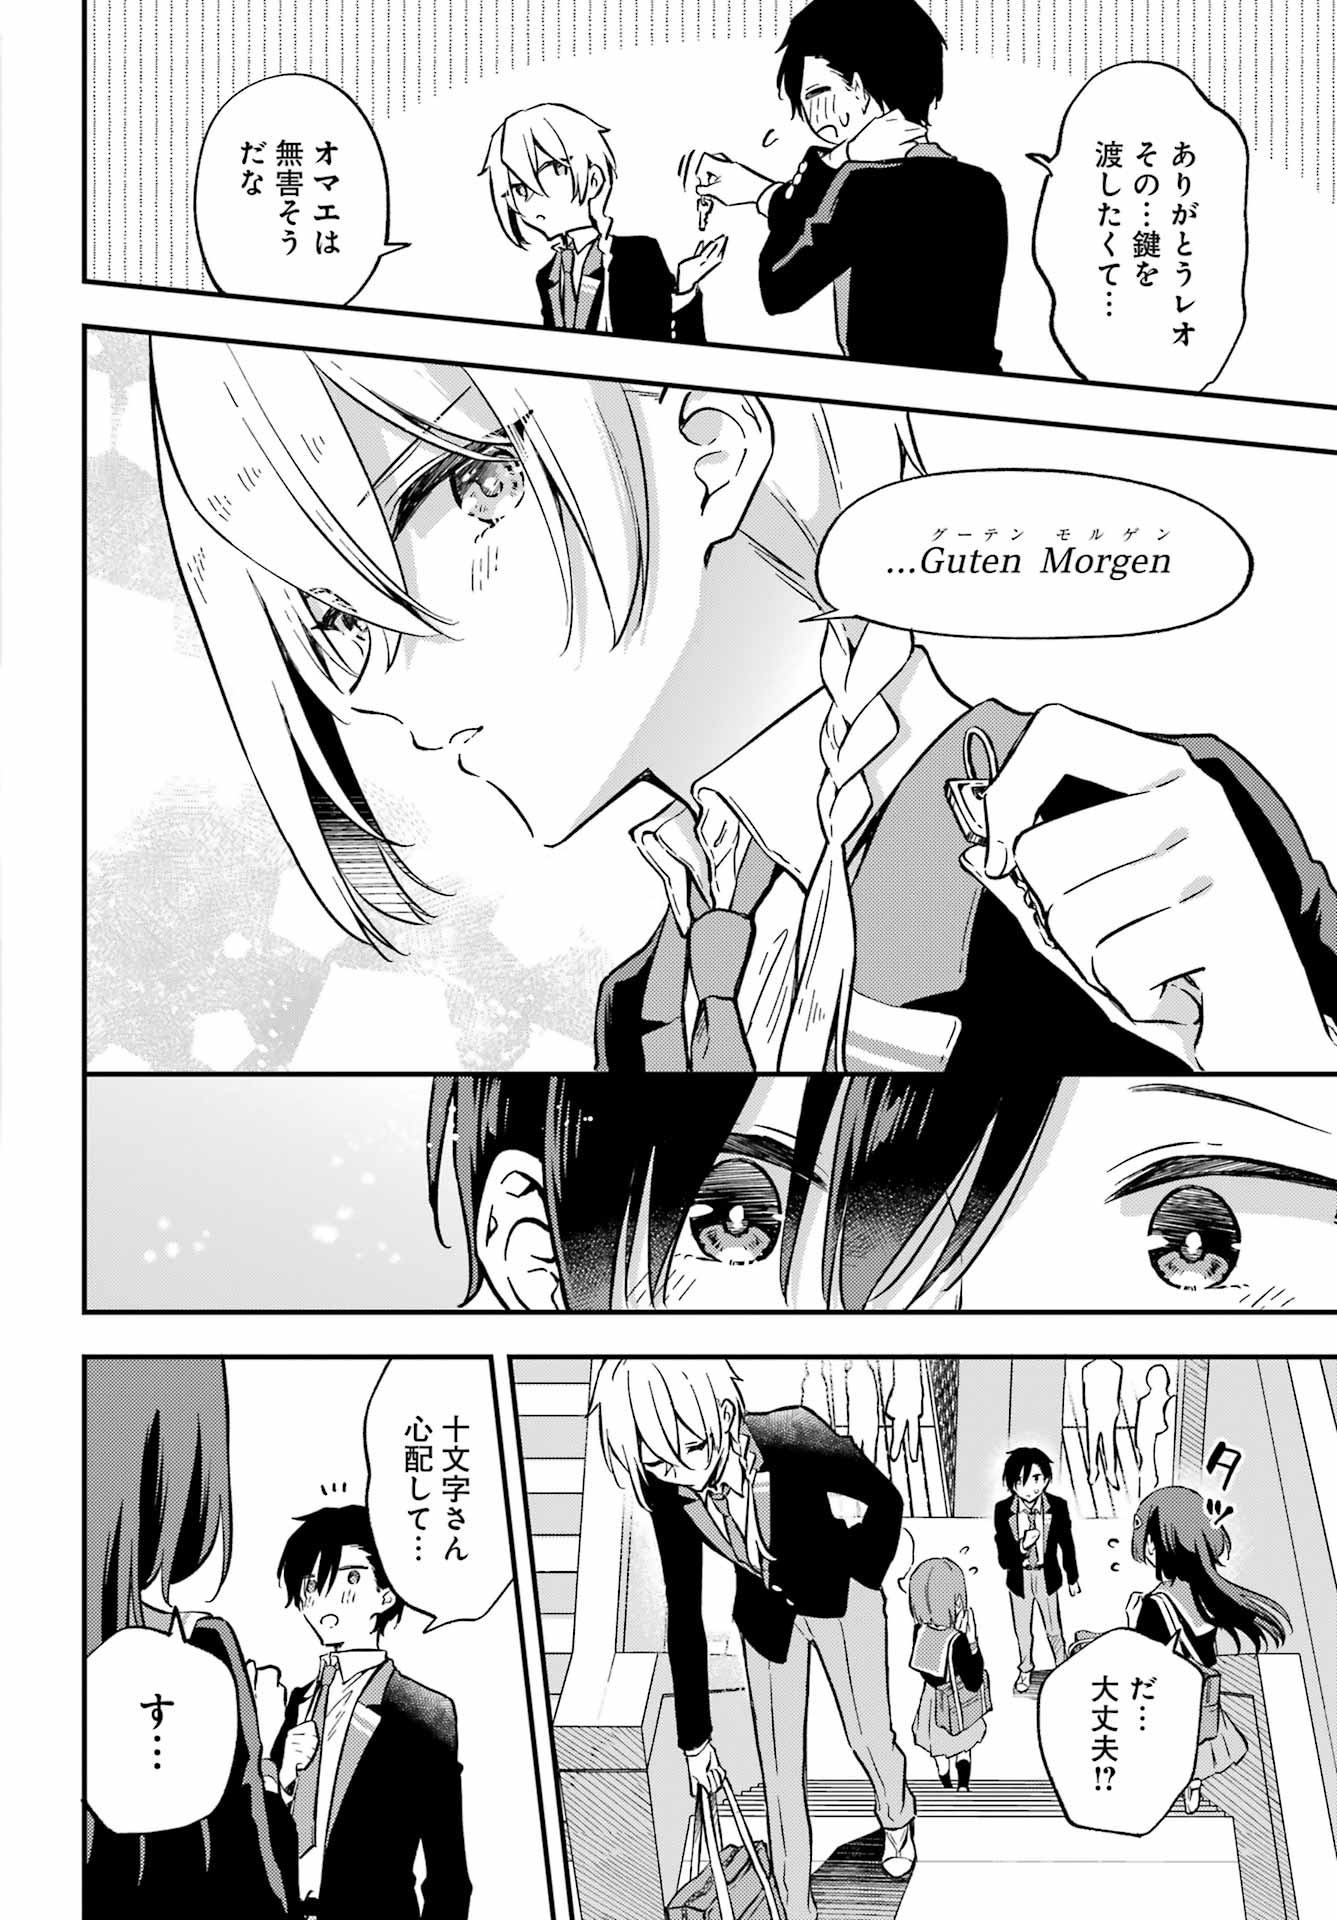 ありがとうレオ
その…鍵を
渡したくて…
オマエは
無害そう
だな
グーテン モルゲン
…Guten Morgen
タッ
だ…
大丈夫!?
十文字さん
心配して…
す…